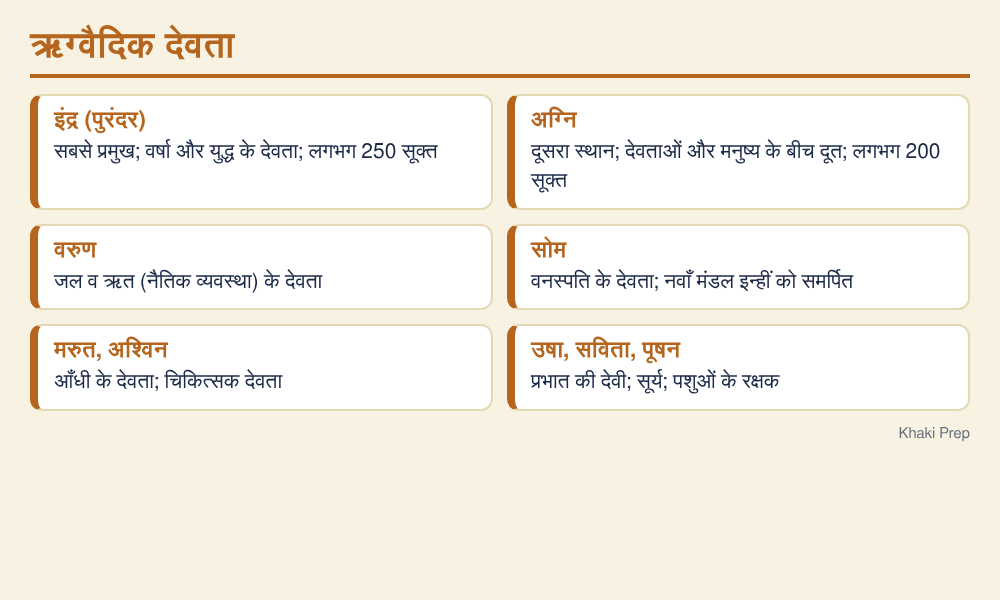 ऋग्वैदिक देवता
इंद्र (पुरंदर)
सबसे प्रमुख; वर्षा और युद्ध के देवता; लगभग 250 सूक्त
अग्नि
दूसरा स्थान; देवताओं और मनुष्य के बीच दूत; लगभग 200
सूक्त
वरुण
जल व ऋत (नैतिक व्यवस्था) के देवता
सोम
वनस्पति के देवता; नवाँ मंडल इन्हीं को समर्पित
मरुत, अश्विन
आँधी के देवता; चिकित्सक देवता
उषा, सविता, पूषन
प्रभात की देवी; सूर्य; पशुओं के रक्षक
Khaki Prep